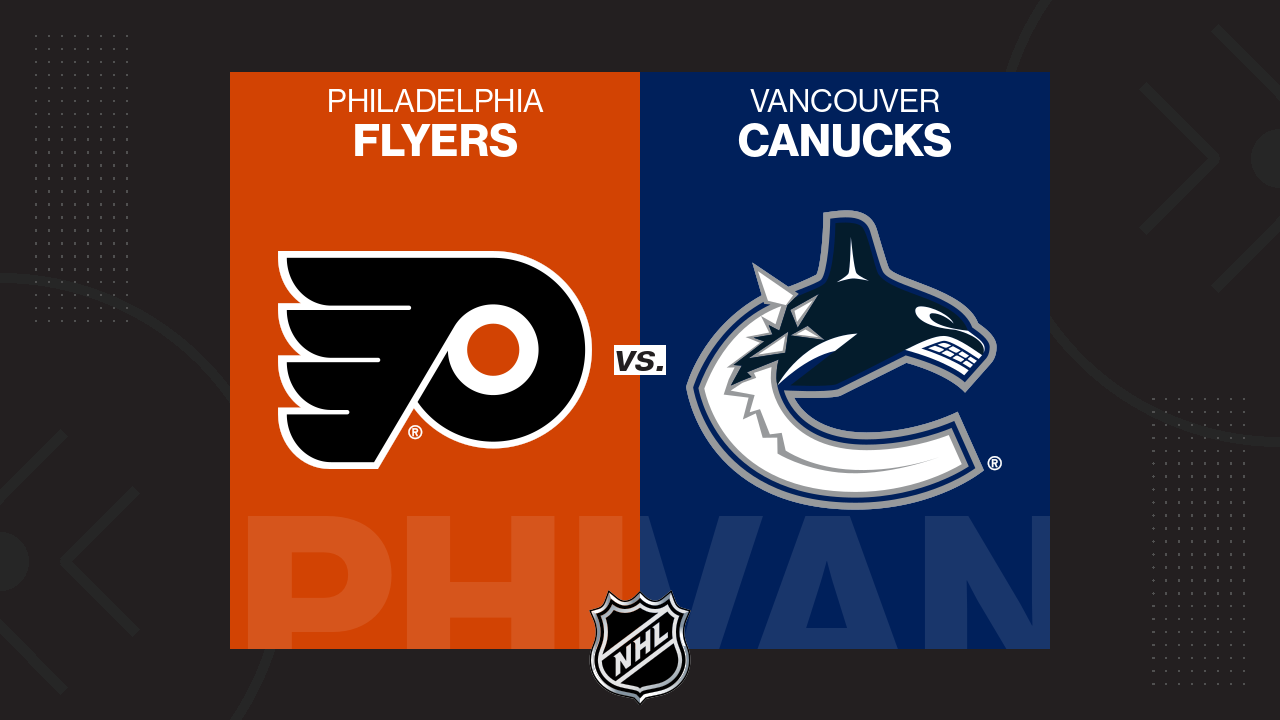 PHILADELPHIA
FLYERS
VANCOUVER
CANUCKS
vs.
®
®
PHI
VAN
NHL